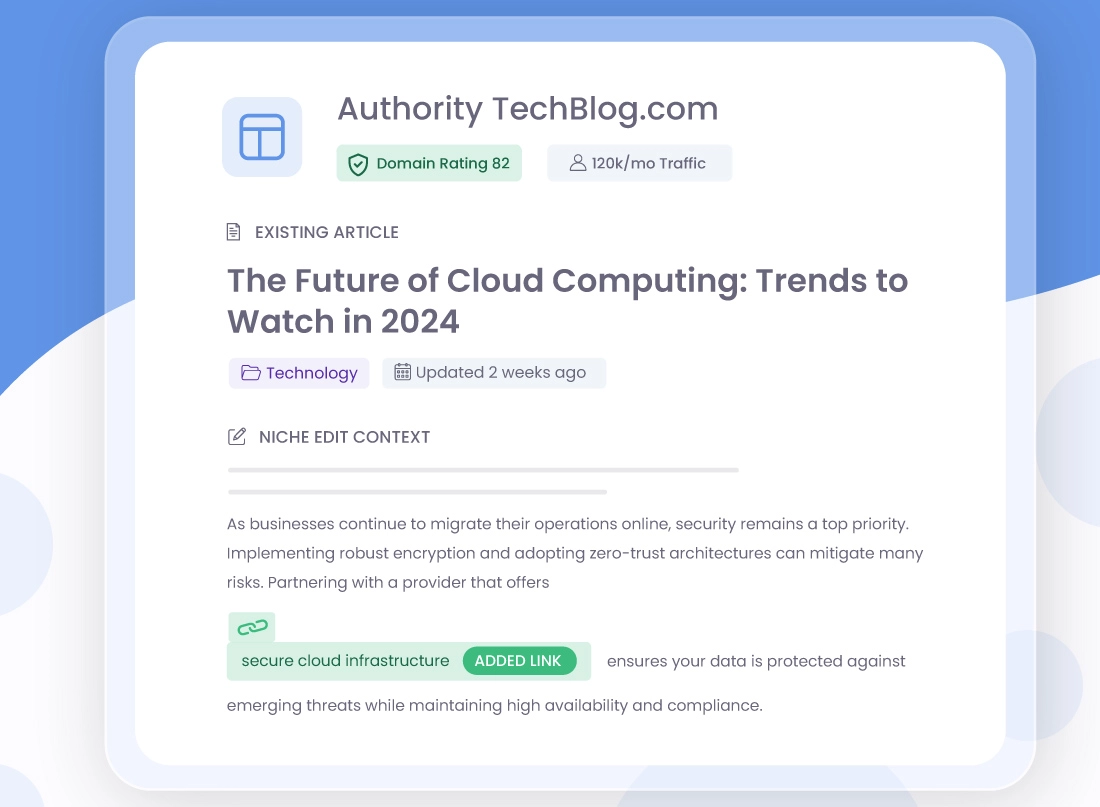 Authority TechBlog.com
Domain Rating 82
120k/mo Traffic
EXISTING ARTICLE
The Future of Cloud Computing: Trends to
Watch in 2024
Technology
Updated 2 weeks ago
NICHE EDIT CONTEXT
As businesses continue to migrate their operations online, security remains a top priority.
Implementing robust encryption and adopting zero-trust architectures can mitigate many
risks. Partnering with a provider that offers
secure cloud infrastructure ADDED LINK ensures your data is protected against
emerging threats while maintaining high availability and compliance.